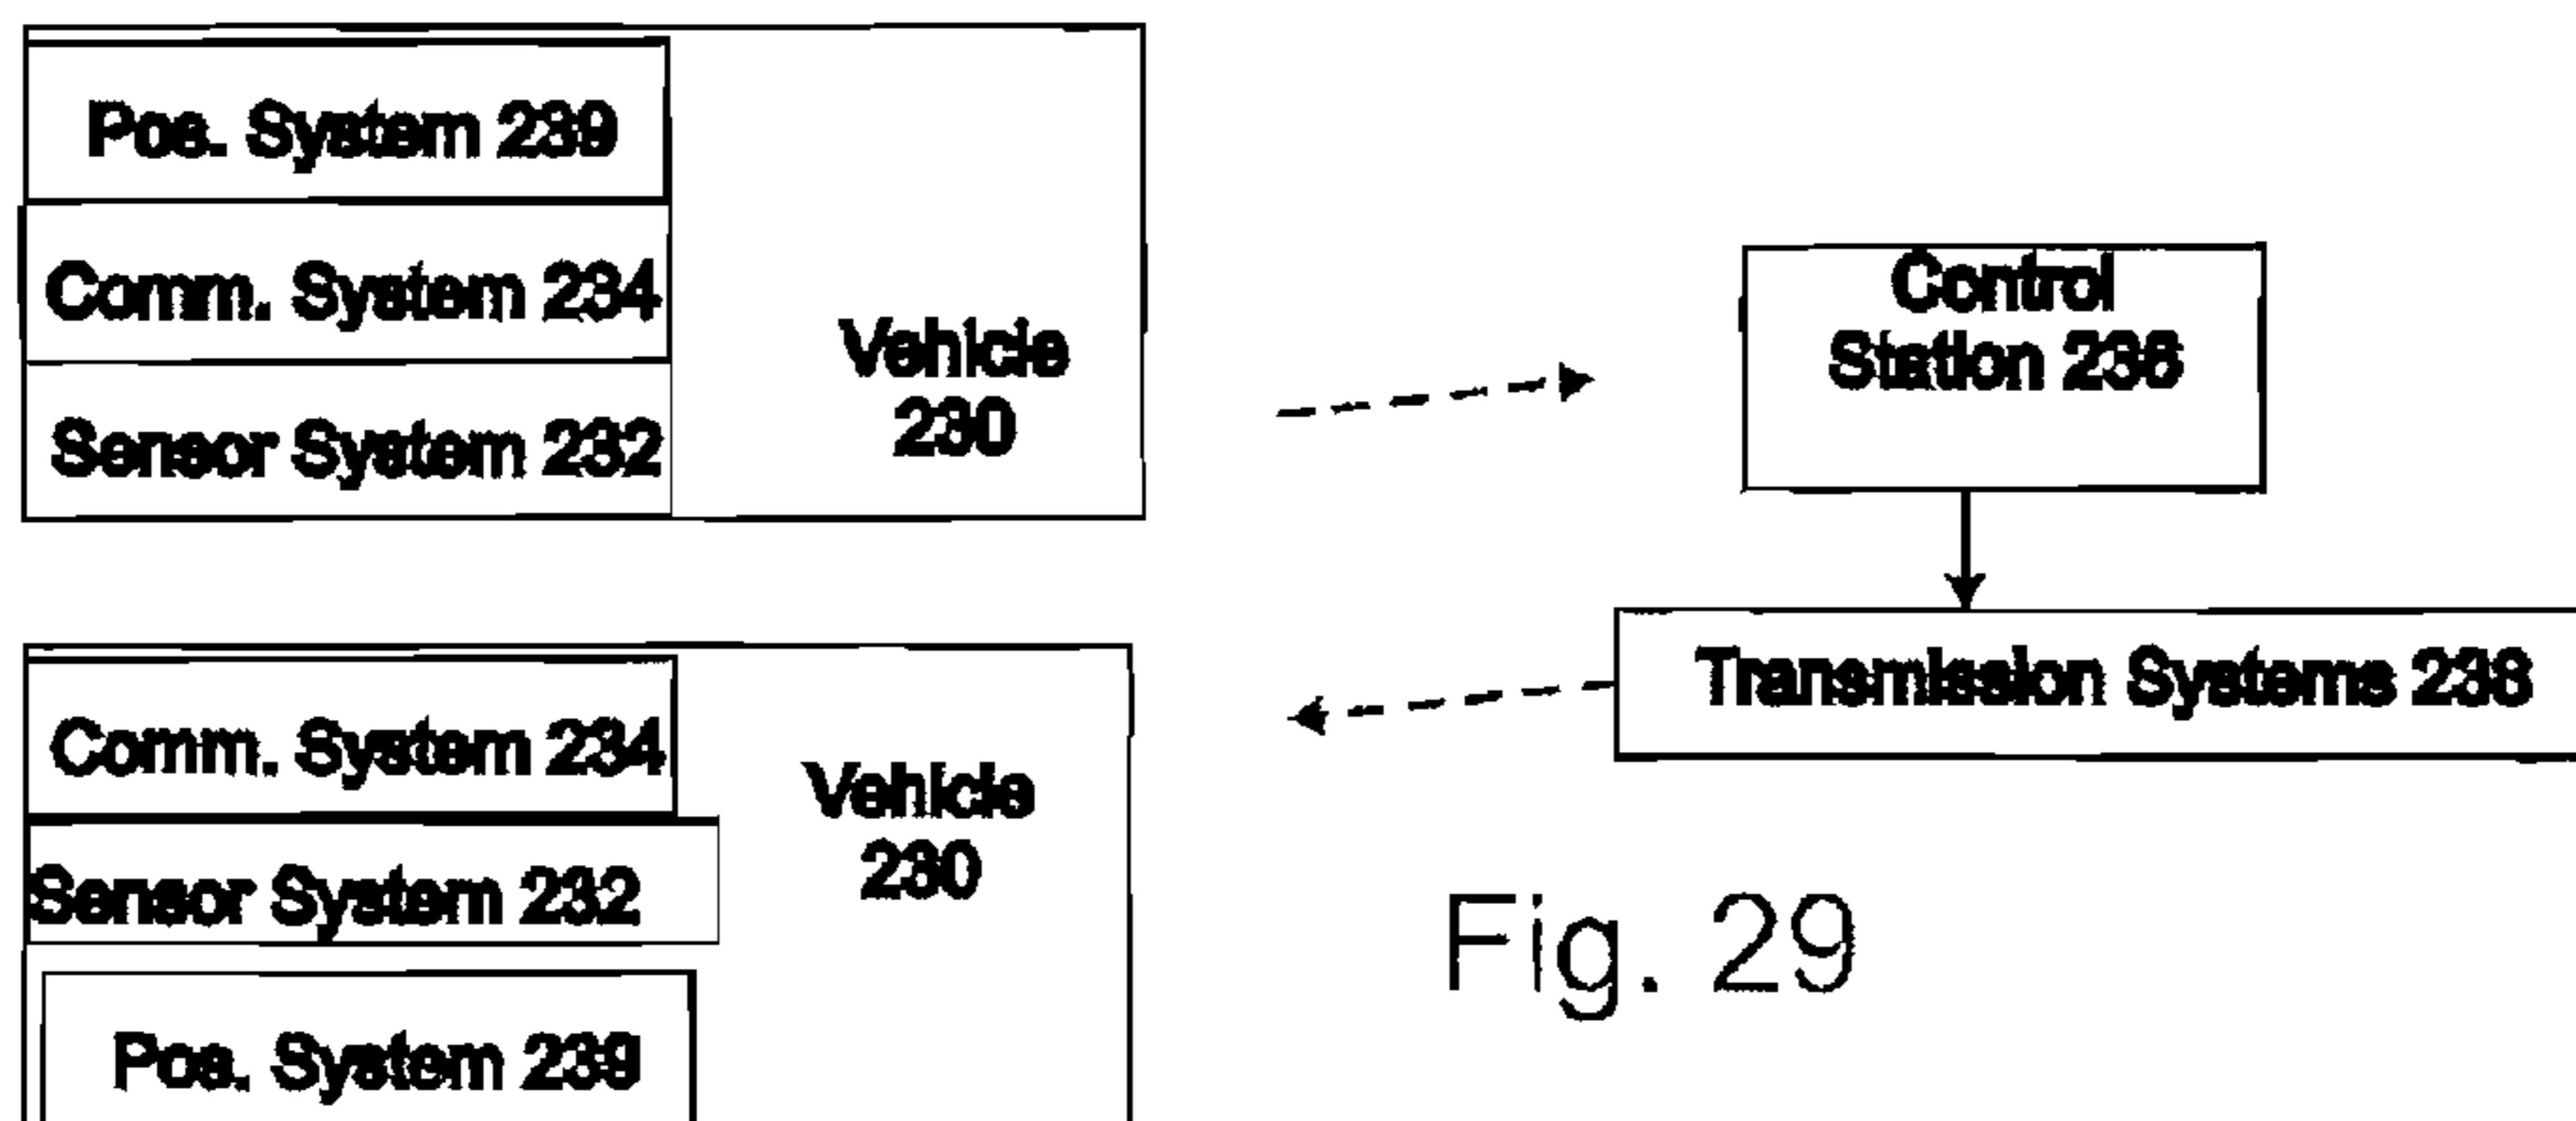 Pos. System 239
Comm. System 234
Sensor System 232
Vehicle
230
Control
Station 236
Transmission Systems 238
Comm. System 234
Sensor System 232
Pos. System 239
Vehicle
230
Fig. 29